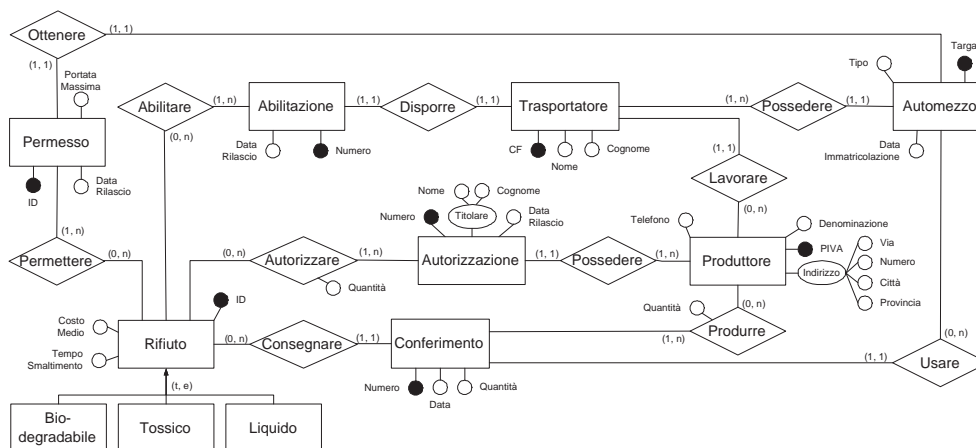 Ottenere
(1, 1)
(1, 1)
Targa
Tipo
Portata
Massima
Abilitare
(1, n)
Abilitazione
(1, 1)
Disporre
(1, 1)
Trasportatore
(1, n)
Possedere
(1, 1)
Automezzo
(0, n)
Permesso
Data
Rilascio
Numero
CF
Nome
Cognome
Data
Immatricolazione
(1, 1)
ID
Data
Rilascio
Lavorare
(1, n)
Nome
Cognome
(0, n)
Numero
Titolare
Data
Rilascio
Telefono
Denominazione
Permettere
(0, n)
(0, n)
Autorizzare
(1, n)
Autorizzazione
(1, 1)
Possedere
(1, n)
Produttore
PIVA
Indirizzo
Via
Numero
Città
Provincia
Quantità
ID
(0, n)
Quantità
Costo
Medio
Tempo
Smaltimento
Rifiuto
(0, n)
Consegnare
(1, 1)
Conferimento
(1, n)
Produrre
(0, n)
(1, 1)
Usare
Numero
Data
Quantità
(t, e)
Bio-
degradabile
Tossico
Liquido